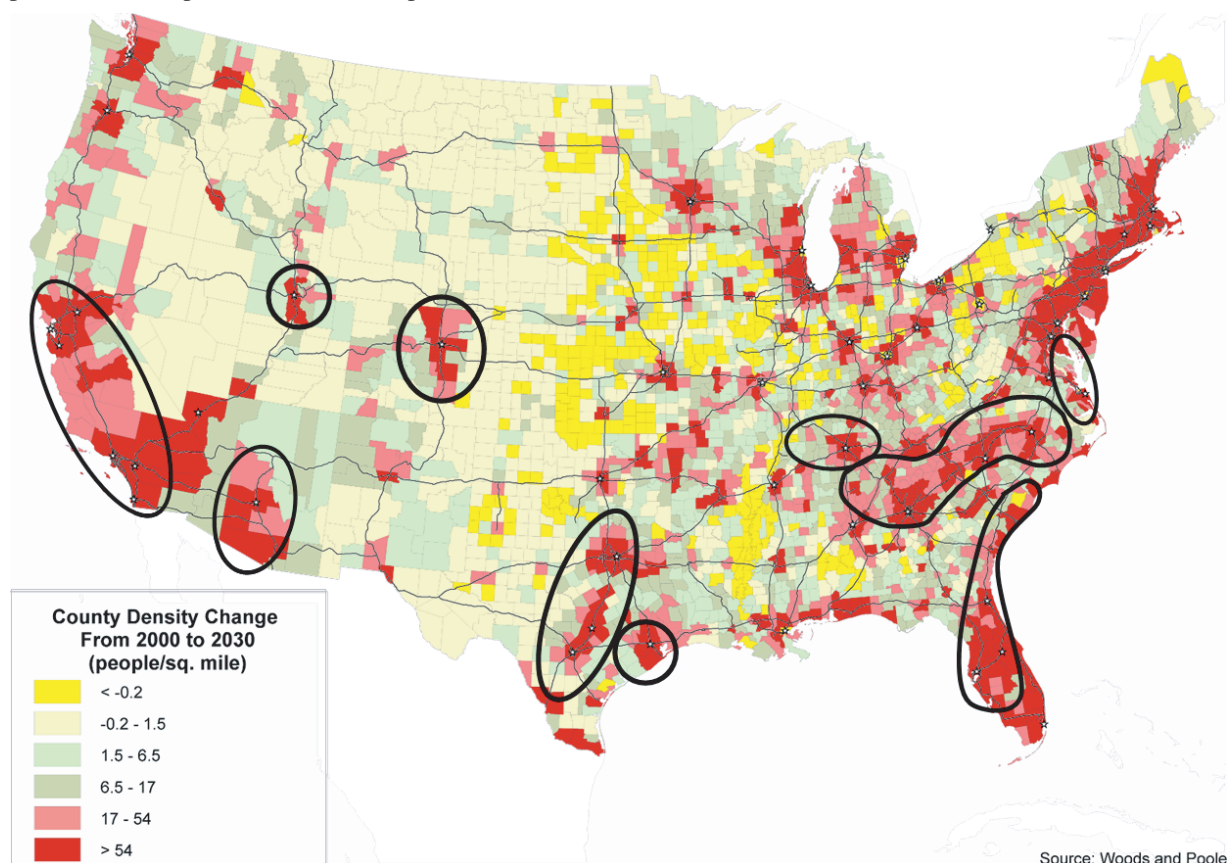 County Density Change
From 2000 to 2030
(people/sq. mile)
< -0.2
-0.2 - 1.5
1.5 - 6.5
6.5 - 17
17 - 54
> 54
Source: Woods and Poole